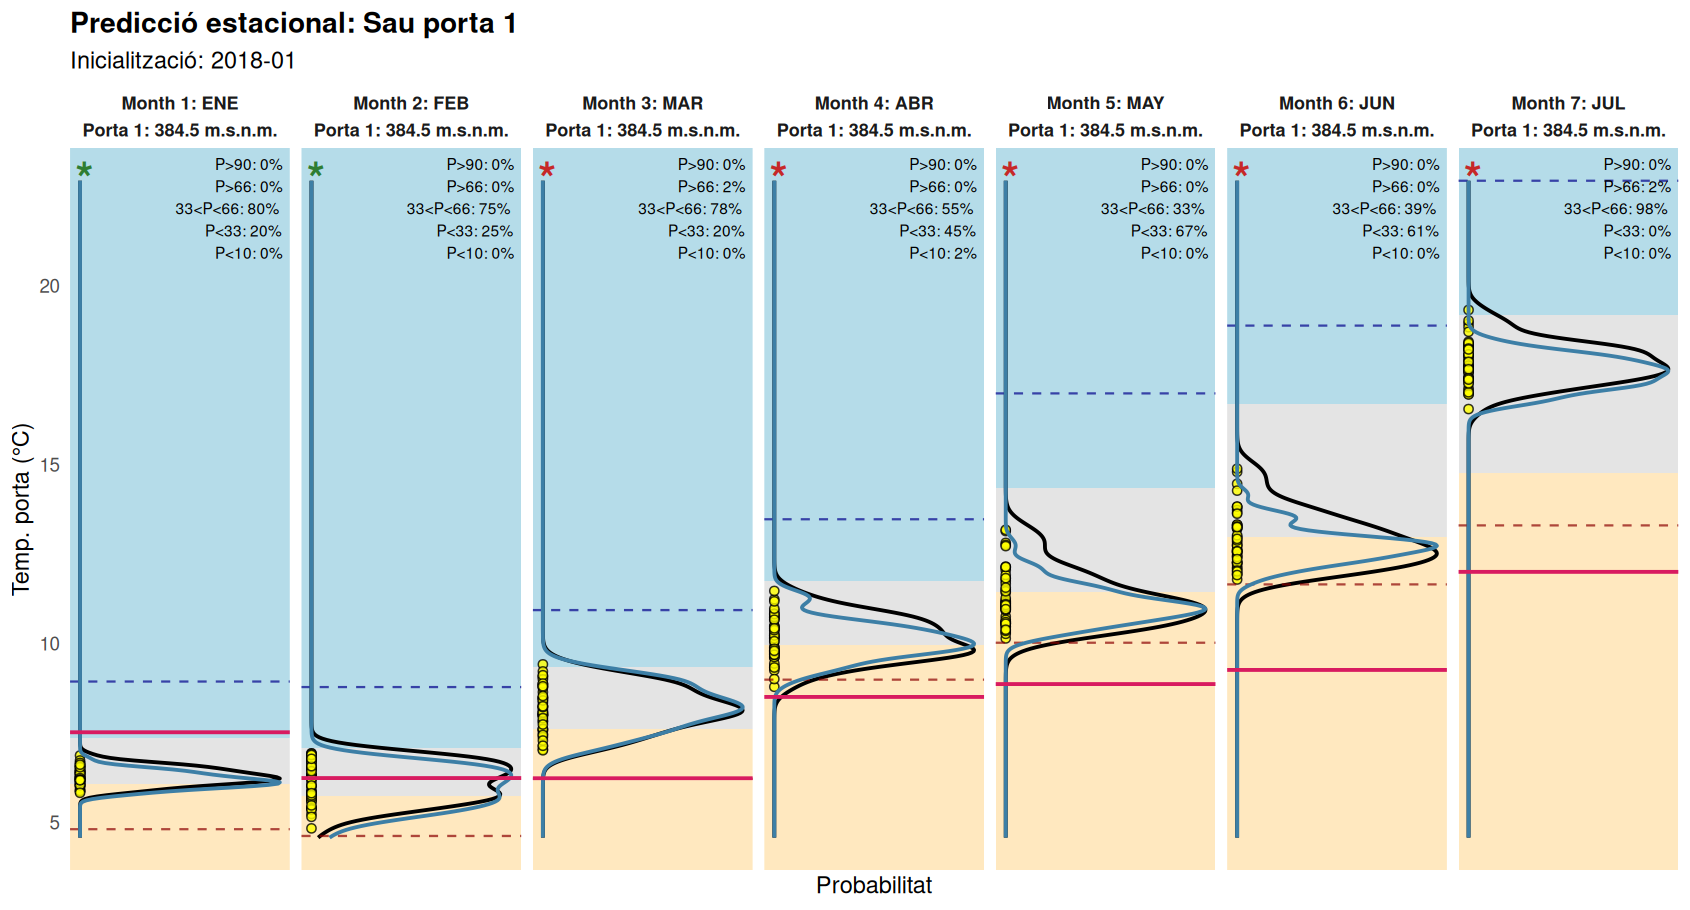 Predicció estacional: Sau porta 1
Inicialització: 2018-01
Month 1: ENE
Porta 1: 384.5 m.s.n.m.
Month 2: FEB
Porta 1: 384.5 m.s.n.m.
Month 3: MAR
Porta 1: 384.5 m.s.n.m.
Month 4: ABR
Porta 1: 384.5 m.s.n.m.
Month 5: MAY
Porta 1: 384.5 m.s.n.m.
Month 6: JUN
Porta 1: 384.5 m.s.n.m.
Month 7: JUL
Porta 1: 384.5 m.s.n.m.
*
P>90: 0%
P>66: 0%
33<P<66: 80%
P<33: 20%
P<10: 0%
*
P>90: 0%
P>66: 0%
33<P<66: 75%
P<33: 25%
P<10: 0%
*
P>90: 0%
P>66: 2%
33<P<66: 78%
P<33: 20%
P<10: 0%
*
P>90: 0%
P>66: 0%
33<P<66: 55%
P<33: 45%
P<10: 2%
*
P>90: 0%
P>66: 0%
33<P<66: 33%
P<33: 67%
P<10: 0%
*
P>90: 0%
P>66: 0%
33<P<66: 39%
P<33: 61%
P<10: 0%
*
P>90: 0%
P>66: 2%
33<P<66: 98%
P<33: 0%
P<10: 0%
20
15
10
5
Temp. porta (°C)
Probabilitat